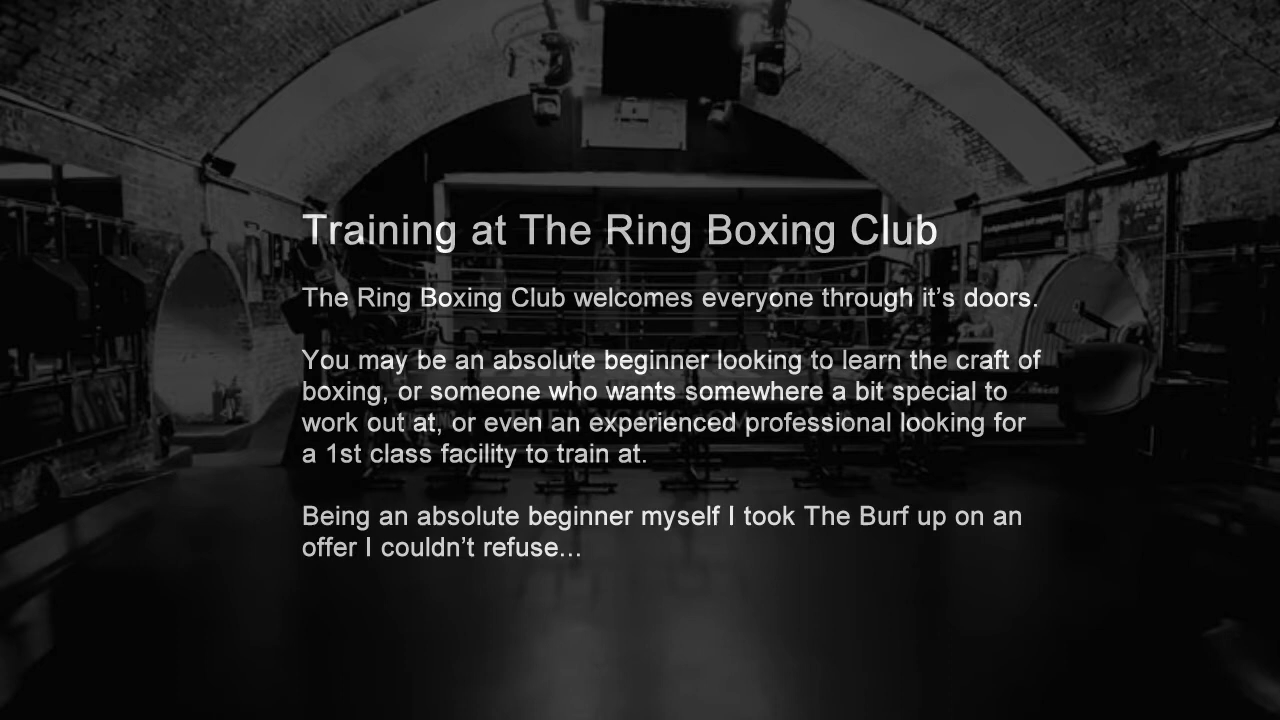 Training at The Ring Boxing Club
The Ring Boxing Club welcomes everyone through it’s doors.
You may be an absolute beginner looking to learn the craft of
boxing, or someone who wants somewhere a bit special to
work out at, or even an experienced professional looking for
a 1st class facility to train at.
Being an absolute beginner myself I took The Burf up on an
offer I couldn’t refuse...